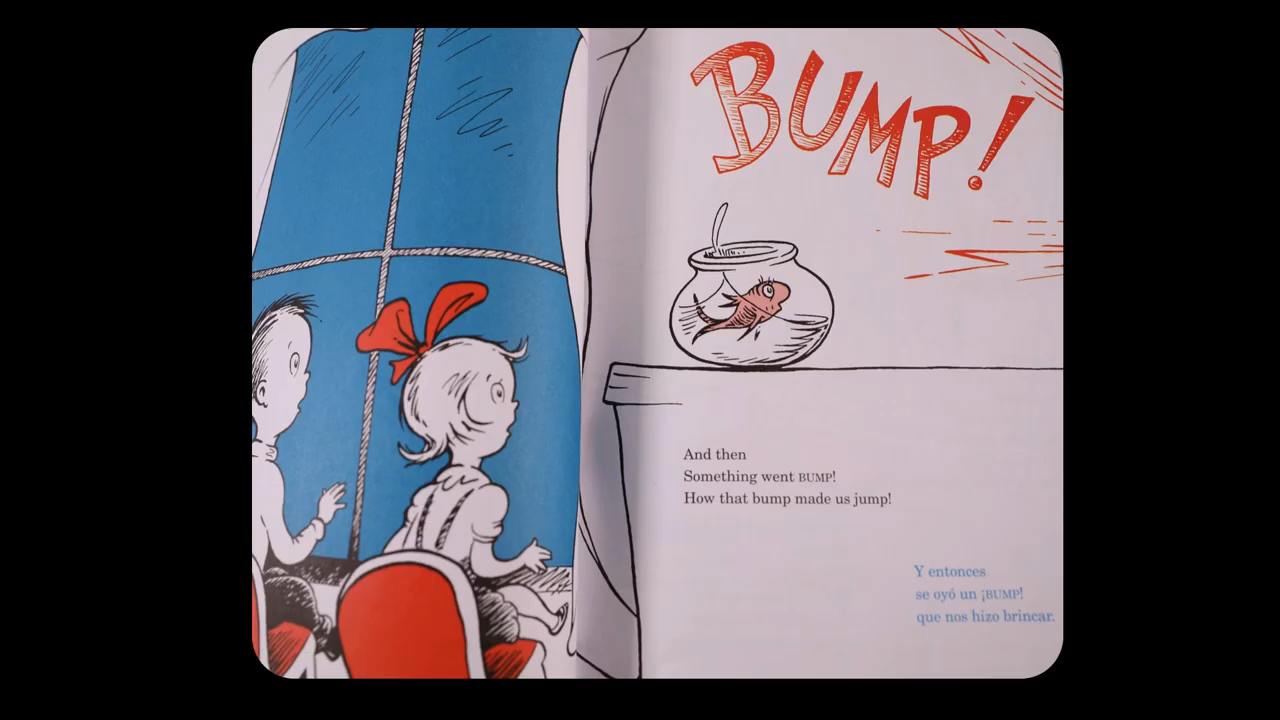 BUMP!
And then
Something went BUMP!
How that bump made us jump!
Y entonces
se oyó un ¡BUMP!
que nos hizo brincar.